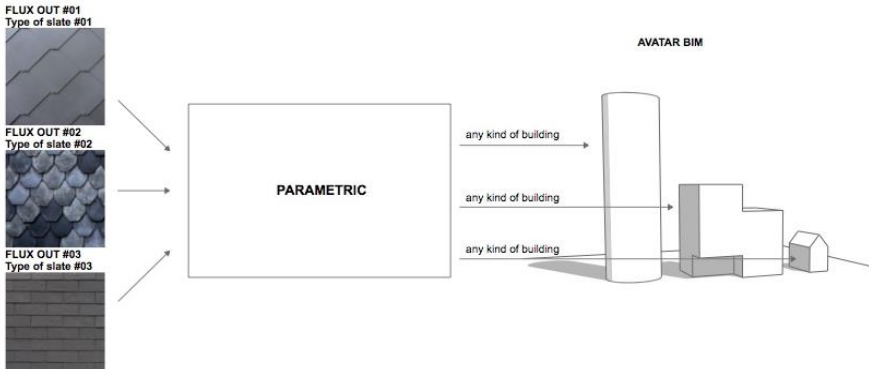 FLUX OUT #01
Type of slate #01
FLUX OUT #02
Type of slate #02
FLUX OUT #03
Type of slate #03
PARAMETRIC
any kind of building
any kind of building
any kind of building
AVATAR BIM